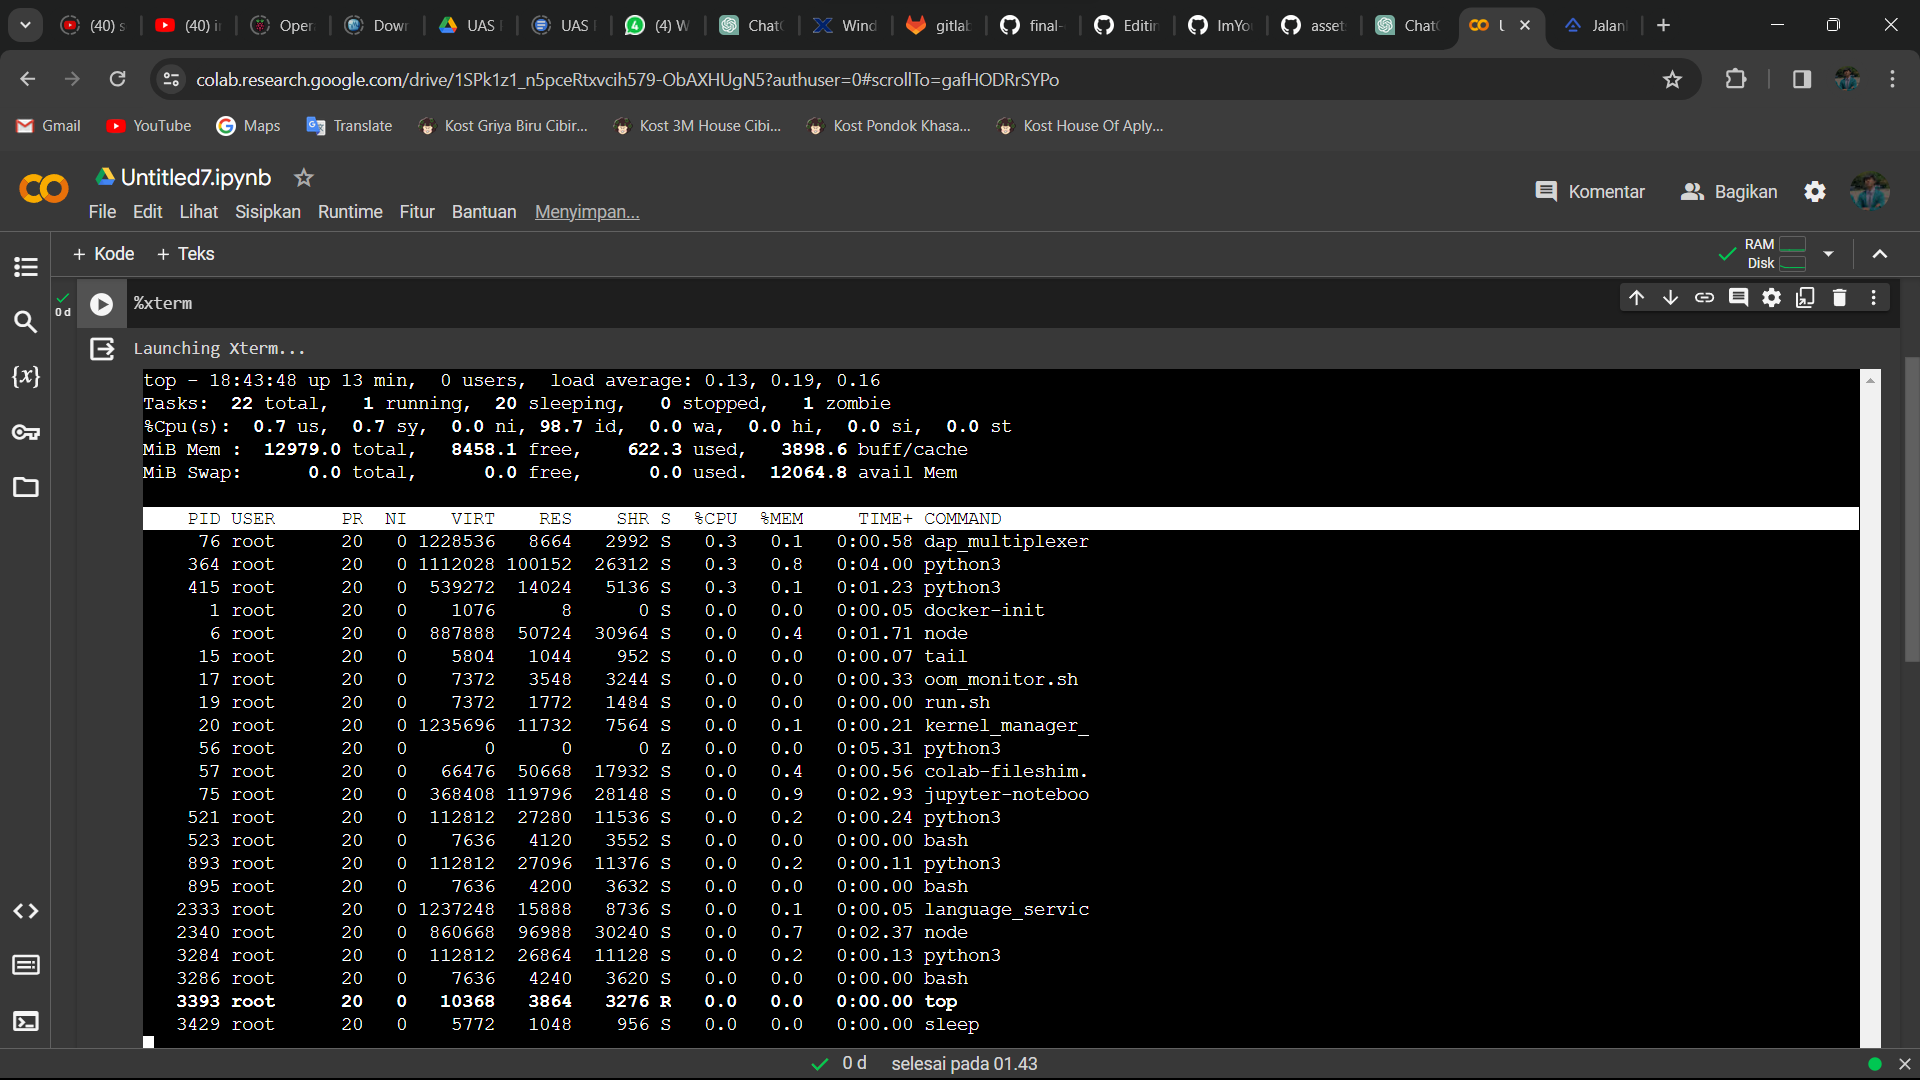 (40) s
(40) i
Oper
Dow
UAS
UAS
(4) W
Chat
Wind
gitlab
final-
Editin
ImYo
asset
Chat
Jalan
colab.research.google.com/drive/1SPk1z1_n5pceRtxvcih579-ObAXHUgN5?authuser=0#scrollTo=gafHODRrSYPo
Gmail YouTube Maps Translate Kost Griya Biru Cibir... Kost 3M House Cibi... Kost Pondok Khasa... Kost House Of Aply...
Untitled7.ipynb
Komentar Bagikan
File Edit Lihat Sisipkan Runtime Fitur Bantuan Menyimpan...
+ Kode + Teks
RAM
Disk
0 d
%xterm
Launching Xterm...
top - 18:43:48 up 13 min,  0 users,  load average: 0.13, 0.19, 0.16
Tasks:  22 total,   1 running,  20 sleeping,   0 stopped,   1 zombie
%Cpu(s):  0.7 us,  0.7 sy,  0.0 ni, 98.7 id,  0.0 wa,  0.0 hi,  0.0 si,  0.0 st
MiB Mem :  12979.0 total,   8458.1 free,    622.3 used,   3898.6 buff/cache
MiB Swap:      0.0 total,      0.0 free,      0.0 used.  12064.8 avail Mem
PID USER PR NI VIRT RES SHR S %CPU %MEM TIME+ COMMAND
76 root 20 0 1228536 8664 2992 S 0.3 0.1 0:00.58 dap_multiplexer
364 root 20 0 1112028 100152 26312 S 0.3 0.8 0:04.00 python3
415 root 20 0 539272 14024 5136 S 0.3 0.1 0:01.23 python3
1 root 20 0 1076 8 0 S 0.0 0.0 0:00.05 docker-init
6 root 20 0 887888 50724 30964 S 0.0 0.4 0:01.71 node
15 root 20 0 5804 1044 952 S 0.0 0.0 0:00.07 tail
17 root 20 0 7372 3548 3244 S 0.0 0.0 0:00.33 oom_monitor.sh
19 root 20 0 7372 1772 1484 S 0.0 0.0 0:00.00 run.sh
20 root 20 0 1235696 11732 7564 S 0.0 0.1 0:00.21 kernel_manager_
56 root 20 0 0 0 0 Z 0.0 0.0 0:05.31 python3
57 root 20 0 66476 50668 17932 S 0.0 0.4 0:00.56 colab-fileshim.
75 root 20 0 368408 119796 28148 S 0.0 0.9 0:02.93 jupyter-noteboo
521 root 20 0 112812 27280 11536 S 0.0 0.2 0:00.24 python3
523 root 20 0 7636 4120 3552 S 0.0 0.0 0:00.00 bash
893 root 20 0 112812 27096 11376 S 0.0 0.2 0:00.11 python3
895 root 20 0 7636 4200 3632 S 0.0 0.0 0:00.00 bash
2333 root 20 0 1237248 15888 8736 S 0.0 0.1 0:00.05 language_servic
2340 root 20 0 860668 96988 30240 S 0.0 0.7 0:02.37 node
3284 root 20 0 112812 26864 11128 S 0.0 0.2 0:00.13 python3
3286 root 20 0 7636 4240 3620 S 0.0 0.0 0:00.00 bash
3393 root 20 0 10368 3864 3276 R 0.0 0.0 0:00.00 top
3429 root 20 0 5772 1048 956 S 0.0 0.0 0:00.00 sleep
0 d selesai pada 01.43